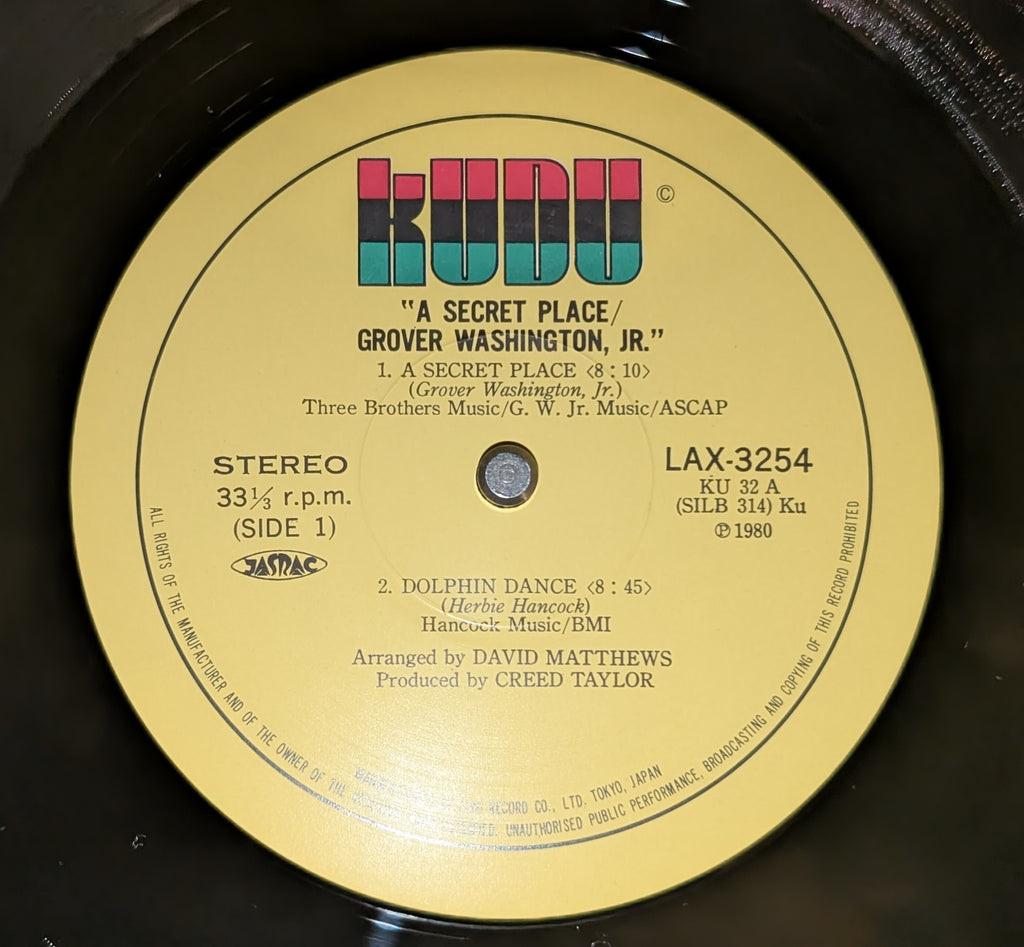 KUDU ©
"A SECRET PLACE/
GROVER WASHINGTON, JR."
1. A SECRET PLACE <8 : 10>
(Grover Washington, Jr.)
Three Brothers Music/G. W. Jr. Music/ASCAP
STEREO
33⅓ r.p.m.
(SIDE 1)
JASRAC
LAX-3254
KU 32 A
(SILB 314) Ku
℗ 1980
2. DOLPHIN DANCE <8 : 45>
(Herbie Hancock)
Hancock Music/BMI
Arranged by DAVID MATTHEWS
Produced by CREED TAYLOR
RECORD CO., LTD. TOKYO, JAPAN
ALL RIGHTS OF THE MANUFACTURER AND OF THE OWNER OF THE UNAUTHORISED PUBLIC PERFORMANCE, BROADCASTING AND COPYING OF THIS RECORD PROHIBITED